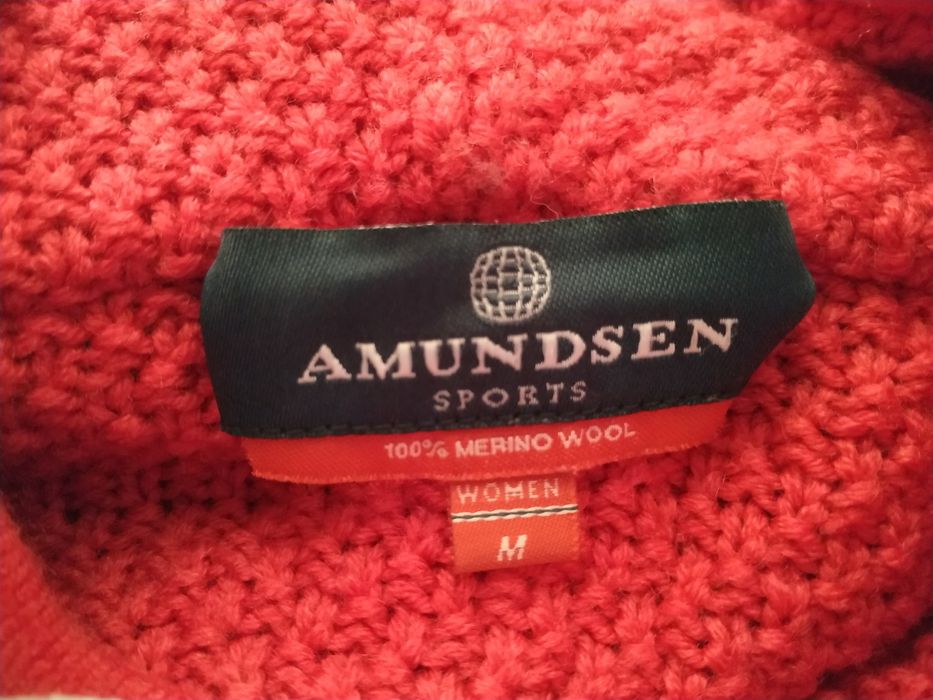 AMUNDSEN
SPORTS
100% MERINO WOOL
WOMEN
M